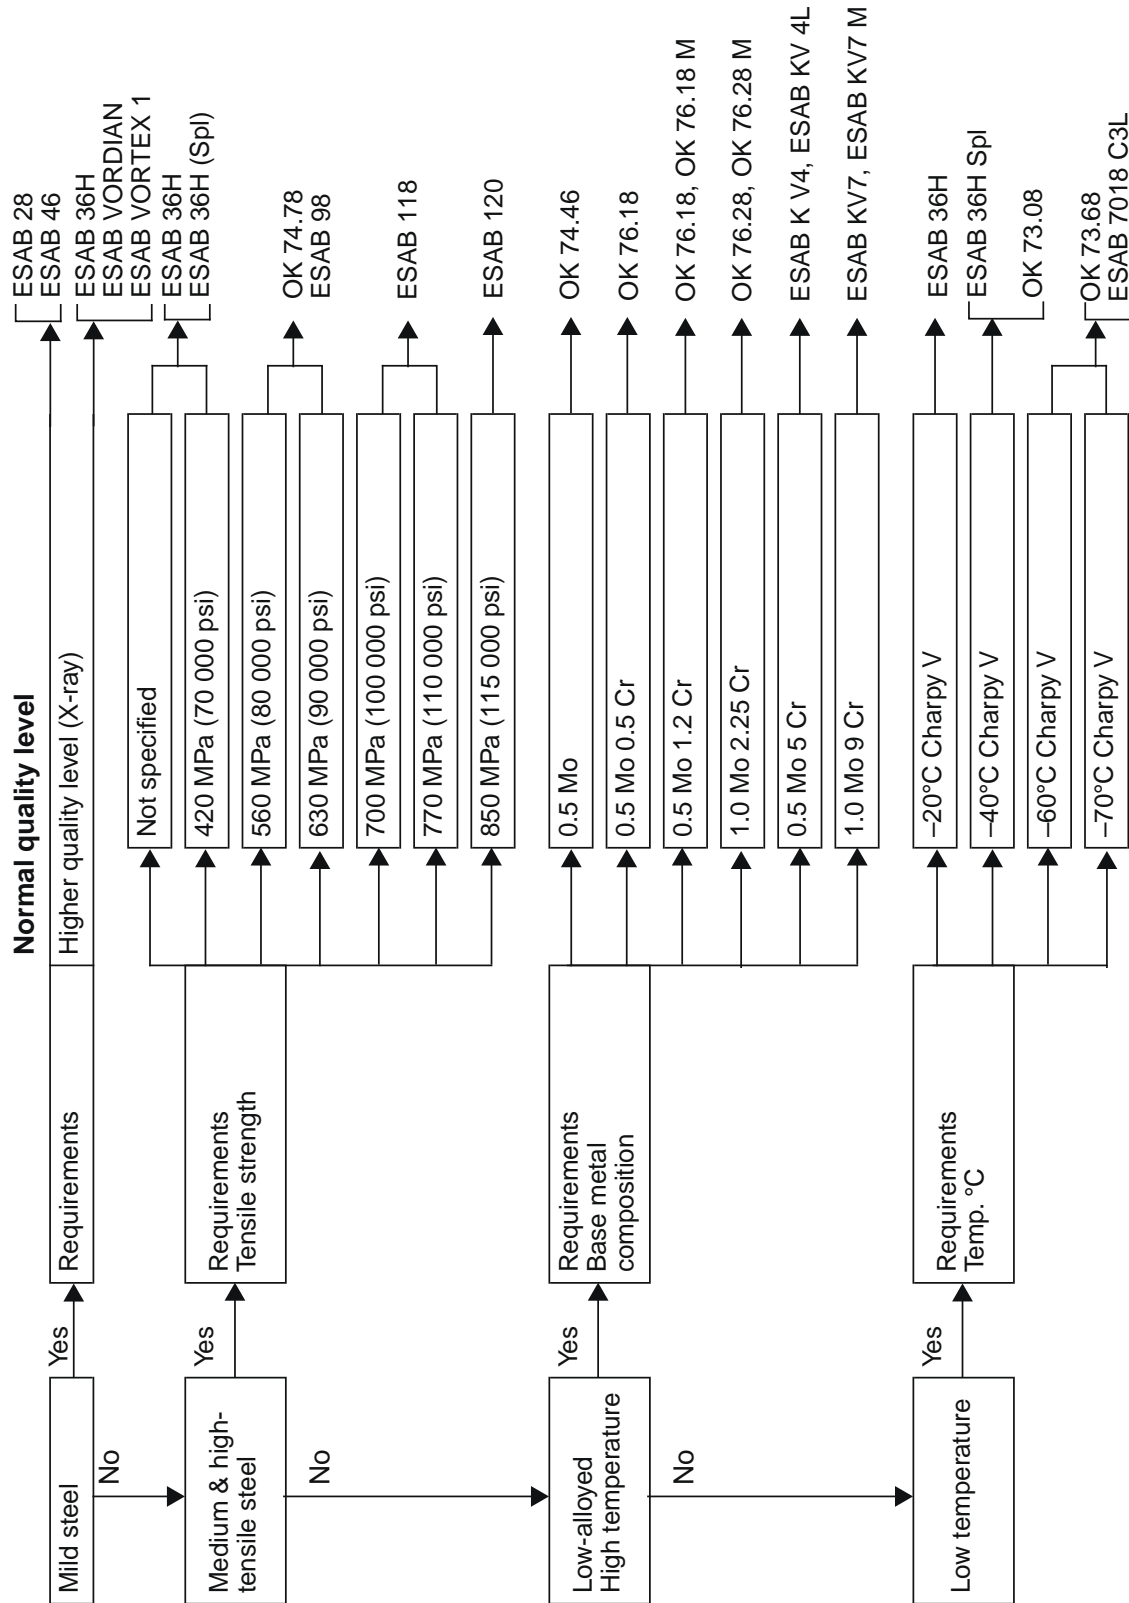 Normal quality level
Mild steel
Yes
Requirements
Higher quality level (X-ray)
ESAB 28
ESAB 46
ESAB 36H
ESAB VORDIAN
ESAB VORTEX 1
No
Medium & high-
tensile steel
Yes
Requirements
Tensile strength
Not specified
420 MPa (70 000 psi)
ESAB 36H
ESAB 36H (Spl)
560 MPa (80 000 psi)
630 MPa (90 000 psi)
OK 74.78
ESAB 98
700 MPa (100 000 psi)
770 MPa (110 000 psi)
ESAB 118
850 MPa (115 000 psi)
ESAB 120
No
Low-alloyed
High temperature
Yes
Requirements
Base metal
composition
0.5 Mo
OK 74.46
0.5 Mo 0.5 Cr
OK 76.18
0.5 Mo 1.2 Cr
OK 76.18, OK 76.18 M
1.0 Mo 2.25 Cr
OK 76.28, OK 76.28 M
0.5 Mo 5 Cr
ESAB K V4, ESAB KV 4L
1.0 Mo 9 Cr
ESAB KV7, ESAB KV7 M
No
Low temperature
Yes
Requirements
Temp. °C
–20°C Charpy V
ESAB 36H
–40°C Charpy V
ESAB 36H Spl
OK 73.08
–60°C Charpy V
–70°C Charpy V
OK 73.68
ESAB 7018 C3L